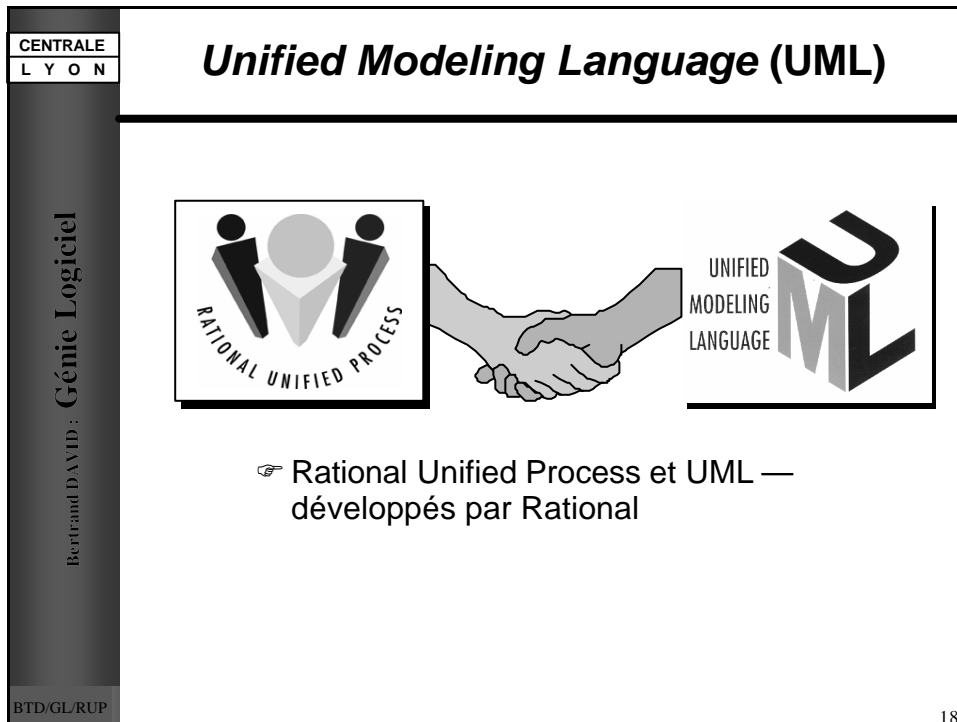 CENTRALE
L Y O N
Unified Modeling Language (UML)
Bertrand DAVID : Génie Logiciel
RATIONAL UNIFIED PROCESS
UNIFIED
MODELING
LANGUAGE
UML
☞ Rational Unified Process et UML —
développés par Rational
BTD/GL/RUP
18